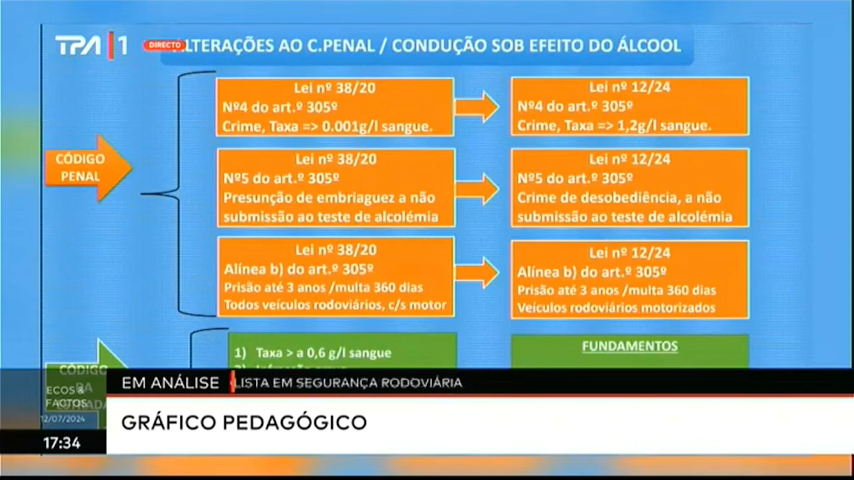 TPA 1
DIRECTO
ALTERAÇÕES AO C.PENAL / CONDUÇÃO SOB EFEITO DO ÁLCOOL
CÓDIGO
PENAL
Lei nº 38/20
Nº4 do art.º 305º
Crime, Taxa => 0.001g/l sangue.
Lei nº 12/24
Nº4 do art.º 305º
Crime, Taxa => 1,2g/l sangue.
Lei nº 38/20
Nº5 do art.º 305º
Presunção de embriaguez a não
submissão ao teste de alcolémia
Lei nº 12/24
Nº5 do art.º 305º
Crime de desobediência, a não
submissão ao teste de alcolémia
Lei nº 38/20
Alínea b) do art.º 305º
Prisão até 3 anos /multa 360 dias
Todos veículos rodoviários, c/s motor
Lei nº 12/24
Alínea b) do art.º 305º
Prisão até 3 anos /multa 360 dias
Veículos rodoviários motorizados
CÓDIGO
DA
1) Taxa > a 0,6 g/l sangue
FUNDAMENTOS
ECOS &
FACTOS
12/07/2024
17:34
EM ANÁLISE
LISTA EM SEGURANÇA RODOVIÁRIA
GRÁFICO PEDAGÓGICO